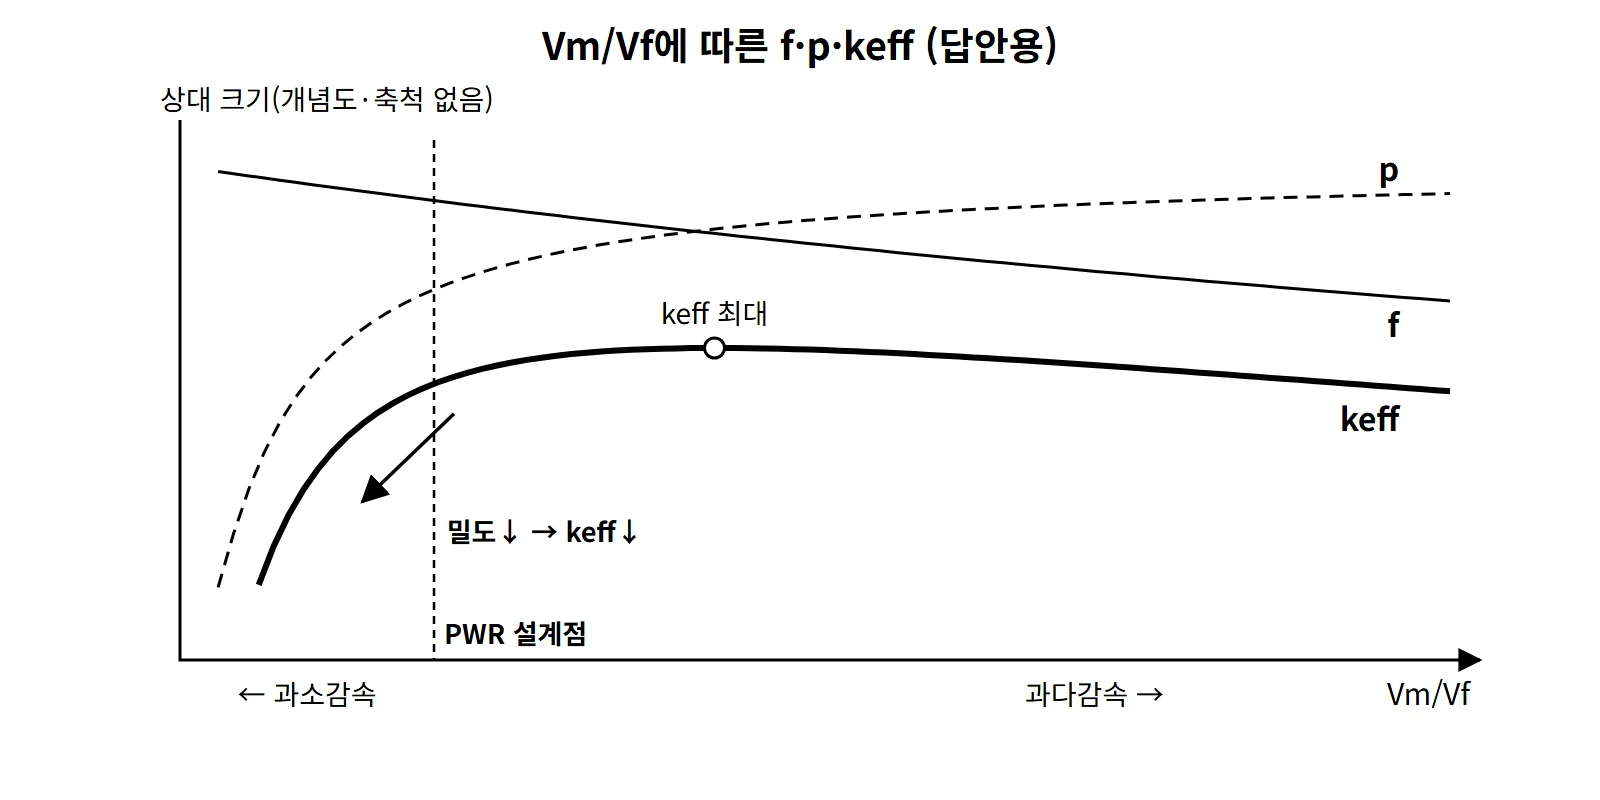 Vm/Vf에 따른 f·p·keff (답안용)
상대 크기(개념도·축척 없음)
p
keff 최대
f
keff
밀도↓ → keff↓
PWR 설계점
← 과소감속
과다감속 →
Vm/Vf